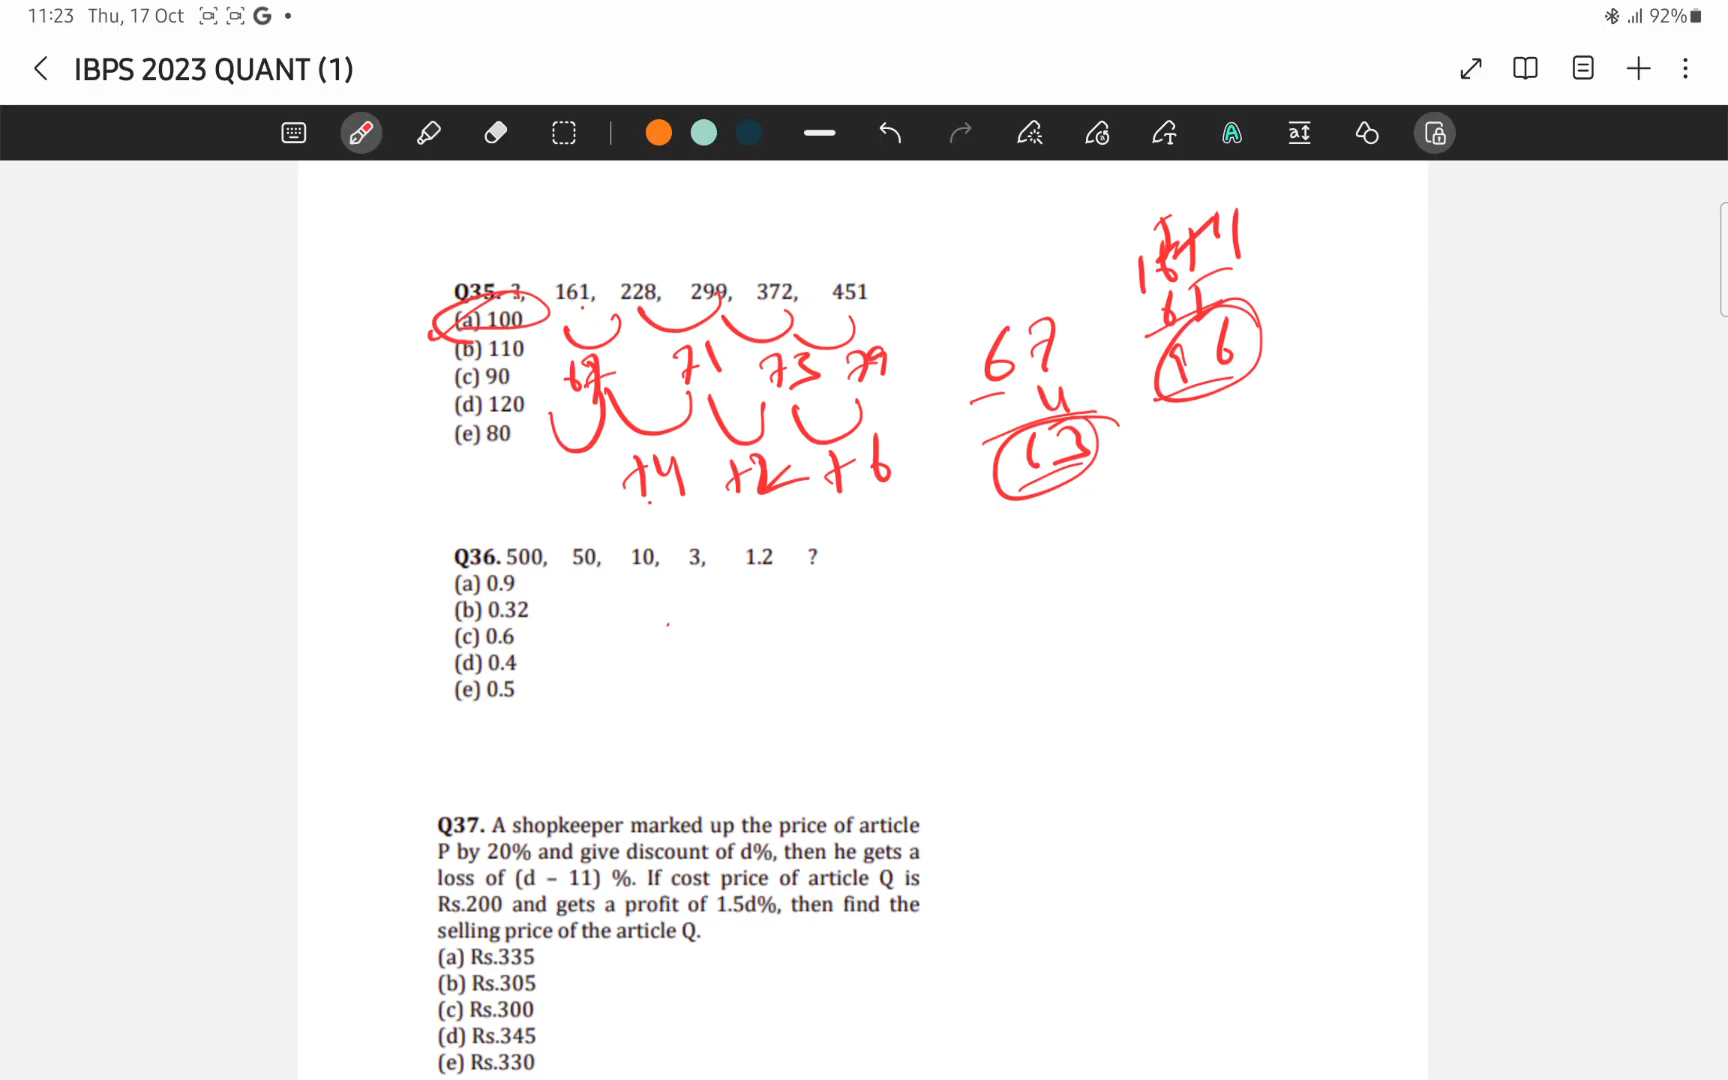 11:23 Thu, 17 Oct G •
92%
IBPS 2023 QUANT (1)
Q35. ?, 161, 228, 299, 372, 451
(a) 100
(b) 110
(c) 90
(d) 120
(e) 80
67 71 73 79
+4 +2 +6
67
4
63
61
96
Q36. 500, 50, 10, 3, 1.2 ?
(a) 0.9
(b) 0.32
(c) 0.6
(d) 0.4
(e) 0.5
Q37. A shopkeeper marked up the price of article
P by 20% and give discount of d%, then he gets a
loss of (d – 11) %. If cost price of article Q is
Rs.200 and gets a profit of 1.5d%, then find the
selling price of the article Q.
(a) Rs.335
(b) Rs.305
(c) Rs.300
(d) Rs.345
(e) Rs.330